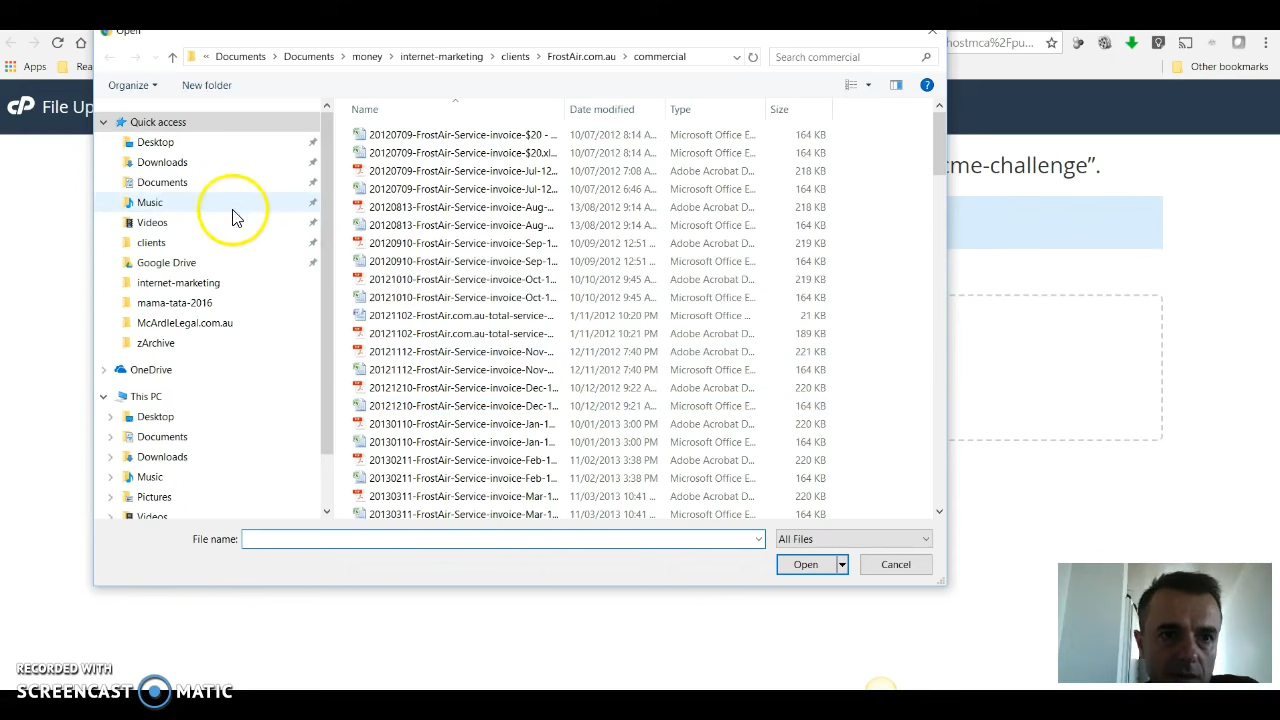 Open
hostmca%2Fpu...
« Documents > Documents > money > internet-marketing > clients > FrostAir.com.au > commercial
Search commercial
Apps
Rea
Other bookmarks
Organize
New folder
cP File Up
Name Date modified Type Size
cme-challenge”.
Quick access
Desktop
Downloads
Documents
Music
Videos
clients
Google Drive
internet-marketing
mama-tata-2016
McArdleLegal.com.au
zArchive
OneDrive
This PC
Desktop
Documents
Downloads
Music
Pictures
Videos
20120709-FrostAir-Service-invoice-$20 - ... 10/07/2012 8:14 A... Microsoft Office E... 164 KB
20120709-FrostAir-Service-invoice-$20.xl... 10/07/2012 8:14 A... Microsoft Office E... 164 KB
20120709-FrostAir-Service-invoice-Jul-12... 10/07/2012 7:08 A... Adobe Acrobat D... 218 KB
20120709-FrostAir-Service-invoice-Jul-12... 10/07/2012 6:46 A... Microsoft Office E... 164 KB
20120813-FrostAir-Service-invoice-Aug-... 13/08/2012 9:14 A... Adobe Acrobat D... 218 KB
20120813-FrostAir-Service-invoice-Aug-... 13/08/2012 9:14 A... Microsoft Office E... 164 KB
20120910-FrostAir-Service-invoice-Sep-1... 10/09/2012 12:51 ... Adobe Acrobat D... 219 KB
20120910-FrostAir-Service-invoice-Sep-1... 10/09/2012 12:51 ... Microsoft Office E... 164 KB
20121010-FrostAir-Service-invoice-Oct-1... 10/10/2012 9:45 A... Adobe Acrobat D... 219 KB
20121010-FrostAir-Service-invoice-Oct-1... 10/10/2012 9:45 A... Microsoft Office E... 164 KB
20121102-FrostAir.com.au-total-service-... 1/11/2012 10:20 PM Microsoft Office ... 21 KB
20121102-FrostAir.com.au-total-service-... 1/11/2012 10:21 PM Adobe Acrobat D... 189 KB
20121112-FrostAir-Service-invoice-Nov-... 12/11/2012 7:40 PM Adobe Acrobat D... 221 KB
20121112-FrostAir-Service-invoice-Nov-... 12/11/2012 7:40 PM Microsoft Office E... 164 KB
20121210-FrostAir-Service-invoice-Dec-1... 10/12/2012 9:22 A... Adobe Acrobat D... 220 KB
20121210-FrostAir-Service-invoice-Dec-1... 10/12/2012 9:21 A... Microsoft Office E... 164 KB
20130110-FrostAir-Service-invoice-Jan-1... 10/01/2013 3:00 PM Adobe Acrobat D... 220 KB
20130110-FrostAir-Service-invoice-Jan-1... 10/01/2013 3:00 PM Microsoft Office E... 164 KB
20130211-FrostAir-Service-invoice-Feb-1... 11/02/2013 3:38 PM Adobe Acrobat D... 220 KB
20130211-FrostAir-Service-invoice-Feb-1... 11/02/2013 3:38 PM Microsoft Office E... 164 KB
20130311-FrostAir-Service-invoice-Mar-1... 11/03/2013 10:41 ... Adobe Acrobat D... 220 KB
20130311-FrostAir-Service-invoice-Mar-1... 11/03/2013 10:41 ... Microsoft Office E... 164 KB
File name:
All Files
Open
Cancel
RECORDED WITH
SCREENCAST MATIC